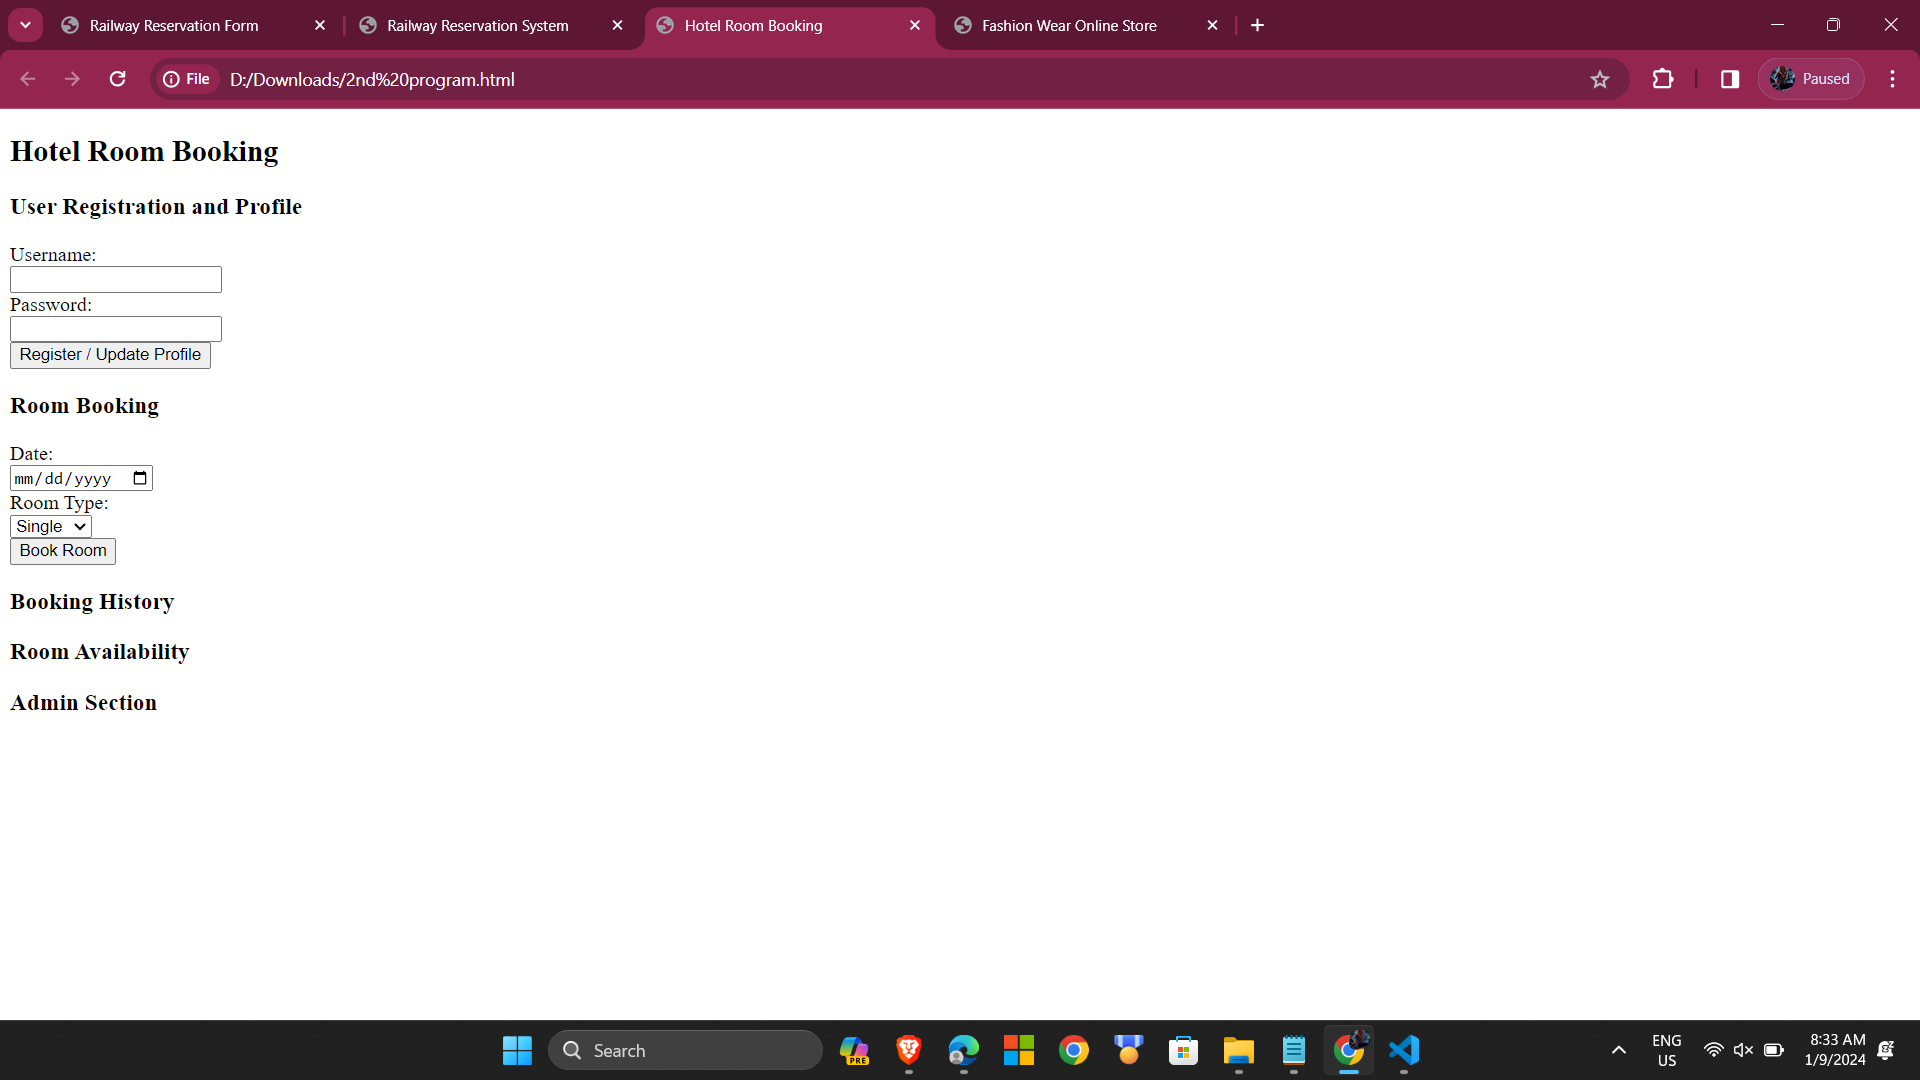 Railway Reservation Form
Railway Reservation System
Hotel Room Booking
Fashion Wear Online Store
File
D:/Downloads/2nd%20program.html
Paused
Hotel Room Booking
User Registration and Profile
Username:
Password:
Register / Update Profile
Room Booking
Date:
mm/dd/yyyy
Room Type:
Single
Book Room
Booking History
Room Availability
Admin Section
Search
PRE
ENG
US
8:33 AM
1/9/2024